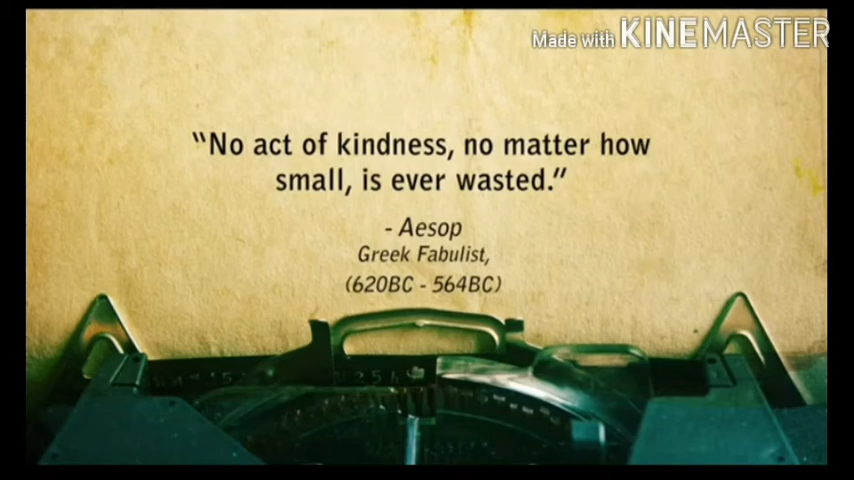 Made with KINEMASTER
“No act of kindness, no matter how
small, is ever wasted.”
- Aesop
Greek Fabulist,
(620BC - 564BC)